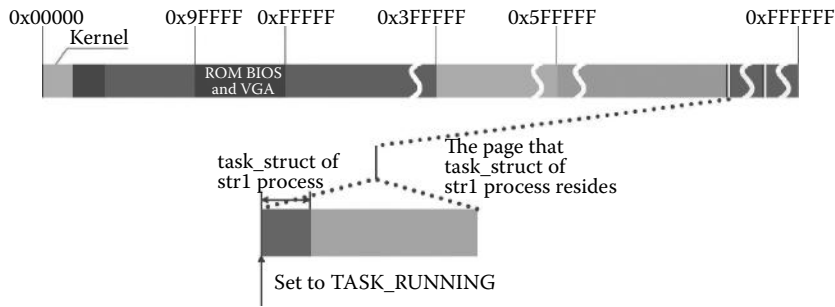 0x00000 0x9FFFF 0xFFFFF 0x3FFFFF 0x5FFFFF 0xFFFFFF
Kernel
ROM BIOS
and VGA
task_struct of
str1 process
The page that
task_struct of
str1 process resides
Set to TASK_RUNNING